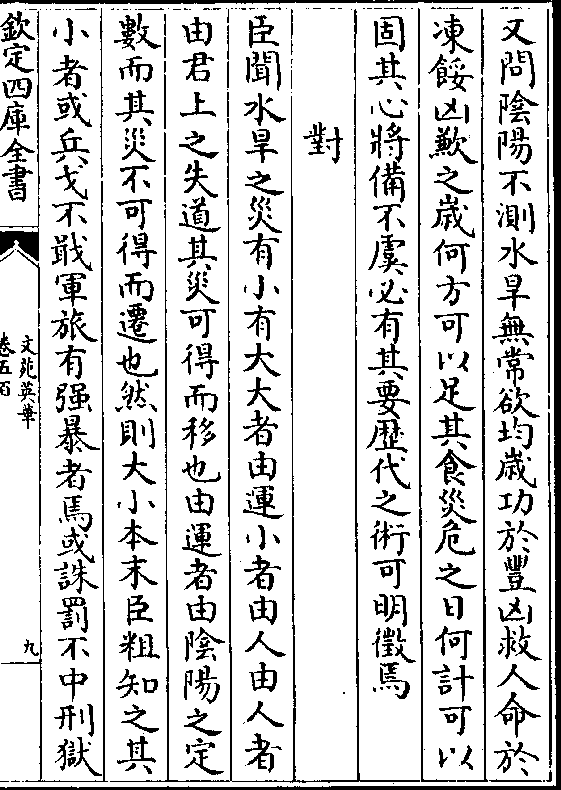 又問陰陽不測水旱無常欲均歳功於豐凶救人命於
凍餒凶歉之歳何方可以足其食災危之日何計可以
固其心將備不虞必有其要歴代之術可明徵焉
對
臣聞水旱之災有小有大大者由運小者由人由人者
由君上之失道其災可得而移也由運者由陰陽之定
數而其災不可得而遷也然則大小本末臣粗知之其
小者或兵戈不戢軍旅有强暴者焉或誅罰不中刑獄
欽定四庫全書
文苑英華
卷五百
九